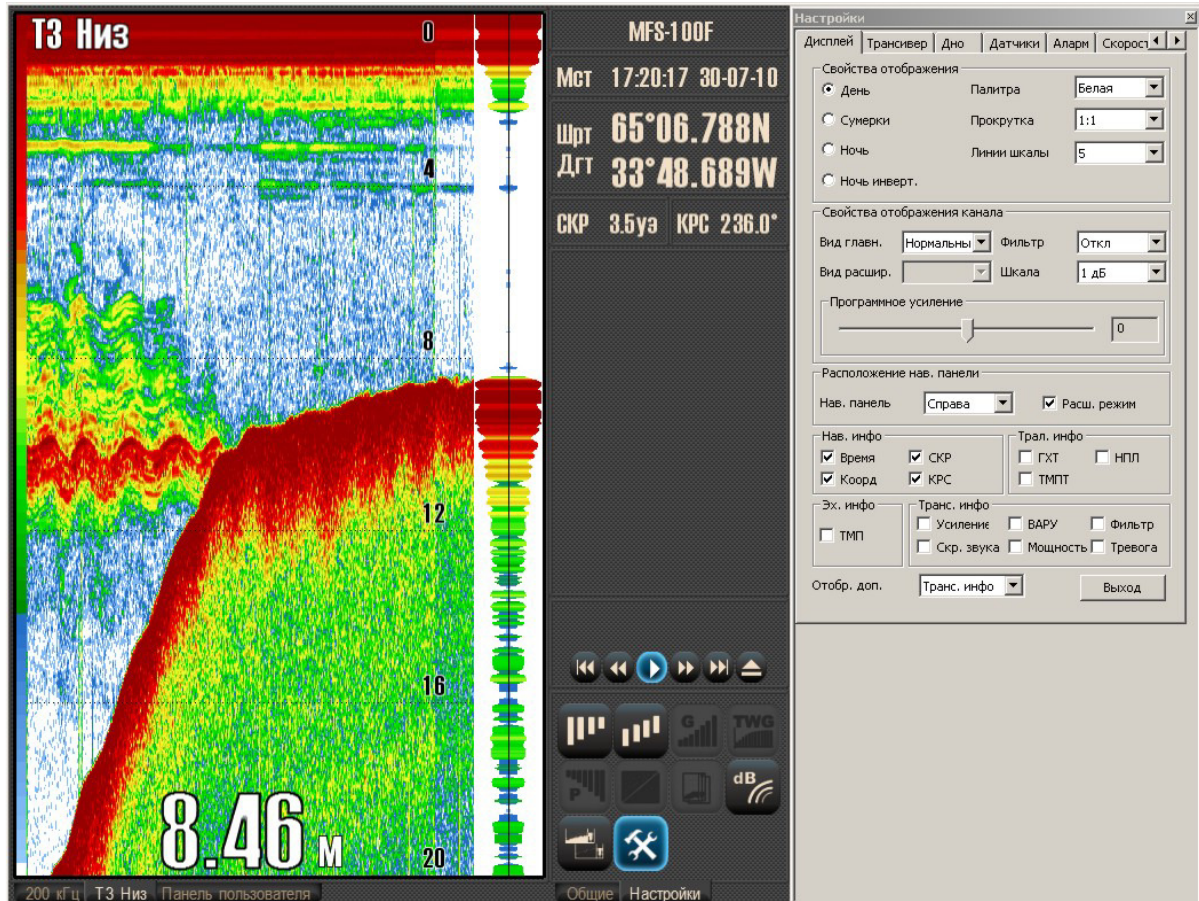 ТЗ Низ
0
4
8
12
16
20
8.46 м
200 кГц ТЗ Низ Панель пользователя
MFS-100F
Мст 17:20:17 30-07-10
Шрт 65°06.788N
Дгт 33°48.689W
СКР 3.5уз КРС 236.0°
G
TWG
P
dB
Общие Настройки
Настройки
Дисплей Трансивер Дно Датчики Аларм Скорост
Свойства отображения
День Палитра Белая
Сумерки Прокрутка 1:1
Ночь Линии шкалы 5
Ночь инверт.
Свойства отображения канала
Вид главн. Нормальны Фильтр Откл
Вид расшир. Шкала 1 дБ
Программное усиление
0
Расположение нав. панели
Нав. панель Справа Расш. режим
Нав. инфо Трал. инфо
Время СКР ГХТ НПЛ
Коорд КРС ТМПТ
Эх. инфо Транс. инфо
ТМП Усиление ВАРУ Фильтр
Скр. звука Мощность Тревога
Отобр. доп. Транс. инфо Выход